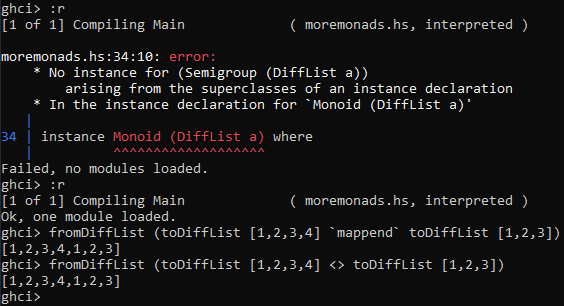 ghci> :r
[1 of 1] Compiling Main             ( moremonads.hs, interpreted )
moremonads.hs:34:10: error:
    * No instance for (Semigroup (DiffList a))
        arising from the superclasses of an instance declaration
    * In the instance declaration for `Monoid (DiffList a)'
   |
34 | instance Monoid (DiffList a) where
   |          ^^^^^^^^^^^^^^^^^^^
Failed, no modules loaded.
ghci> :r
[1 of 1] Compiling Main             ( moremonads.hs, interpreted )
Ok, one module loaded.
ghci> fromDiffList (toDiffList [1,2,3,4] `mappend` toDiffList [1,2,3])
[1,2,3,4,1,2,3]
ghci> fromDiffList (toDiffList [1,2,3,4] <> toDiffList [1,2,3])
[1,2,3,4,1,2,3]
ghci>